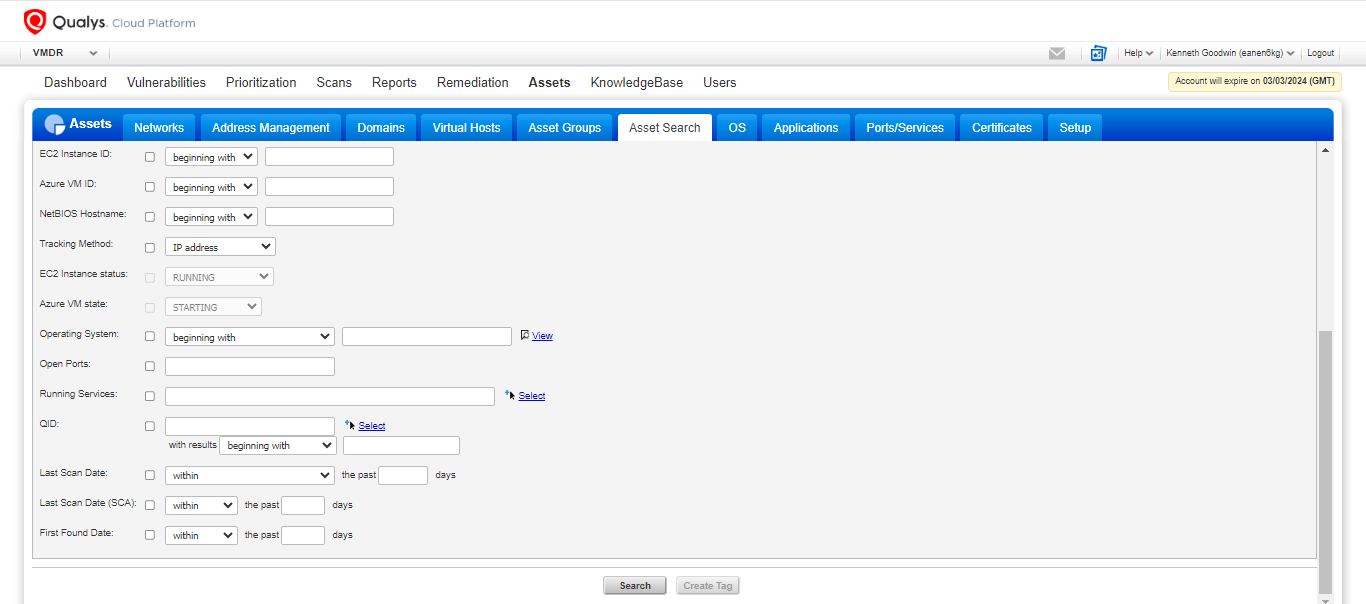 Qualys. Cloud Platform
VMDR Help Kenneth Goodwin (eanen6kg) Logout
Dashboard Vulnerabilities Prioritization Scans Reports Remediation Assets KnowledgeBase Users Account will expire on 03/03/2024 (GMT)
Assets Networks Address Management Domains Virtual Hosts Asset Groups Asset Search OS Applications Ports/Services Certificates Setup
EC2 Instance ID: beginning with
Azure VM ID: beginning with
NetBIOS Hostname: beginning with
Tracking Method: IP address
EC2 Instance status: RUNNING
Azure VM state: STARTING
Operating System: beginning with View
Open Ports:
Running Services: Select
QID: Select
with results beginning with
Last Scan Date: within the past days
Last Scan Date (SCA): within the past days
First Found Date: within the past days
Search Create Tag